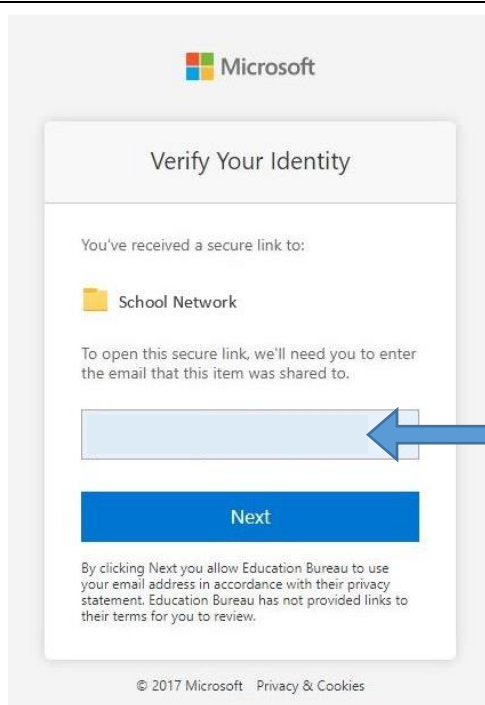 Microsoft
Verify Your Identity
You've received a secure link to:
School Network
To open this secure link, we'll need you to enter
the email that this item was shared to.
Next
By clicking Next you allow Education Bureau to use
your email address in accordance with their privacy
statement. Education Bureau has not provided links to
their terms for you to review.
© 2017 Microsoft Privacy & Cookies